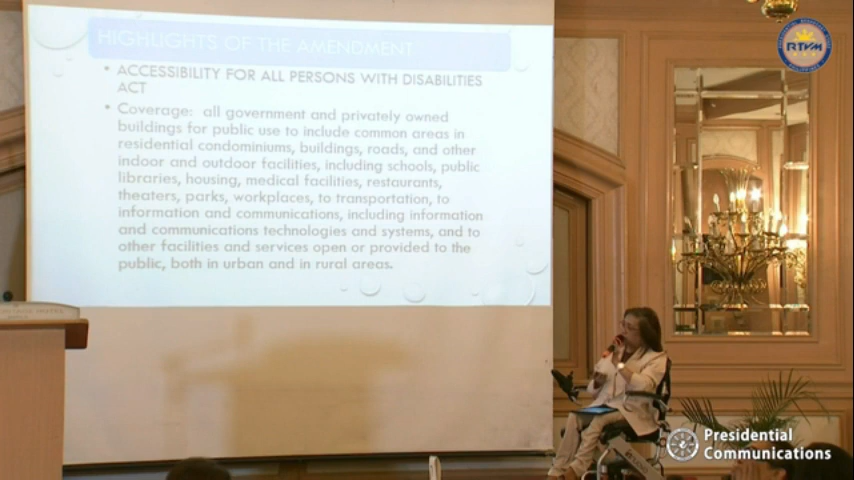 HIGHLIGHTS OF THE AMENDMENT
• ACCESSIBILITY FOR ALL PERSONS WITH DISABILITIES
ACT
• Coverage: all government and privately owned
buildings for public use to include common areas in
residential condominiums, buildings, roads, and other
indoor and outdoor facilities, including schools, public
libraries, housing, medical facilities, restaurants,
theaters, parks, workplaces, to transportation, to
information and communications, including information
and communications technologies and systems, and to
other facilities and services open or provided to the
public, both in urban and in rural areas.
RTVM
Presidential
Communications